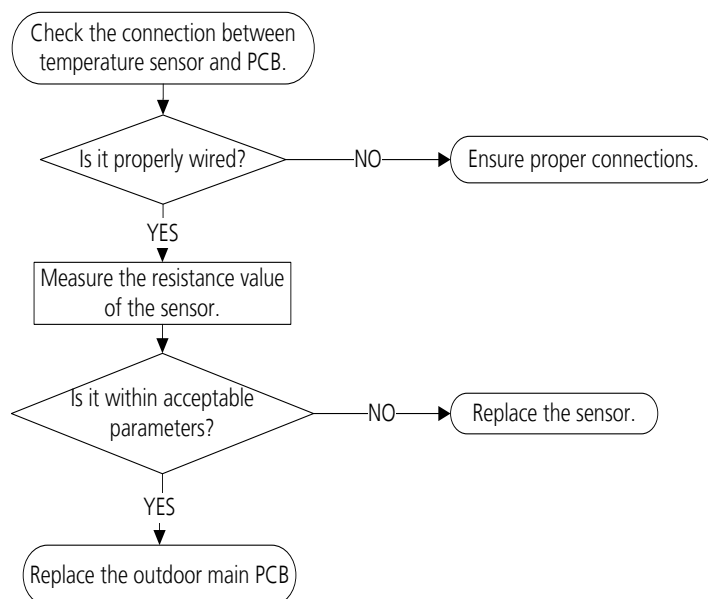 Check the connection between
temperature sensor and PCB.
Is it properly wired?
NO
Ensure proper connections.
YES
Measure the resistance value
of the sensor.
Is it within acceptable
parameters?
NO
Replace the sensor.
YES
Replace the outdoor main PCB